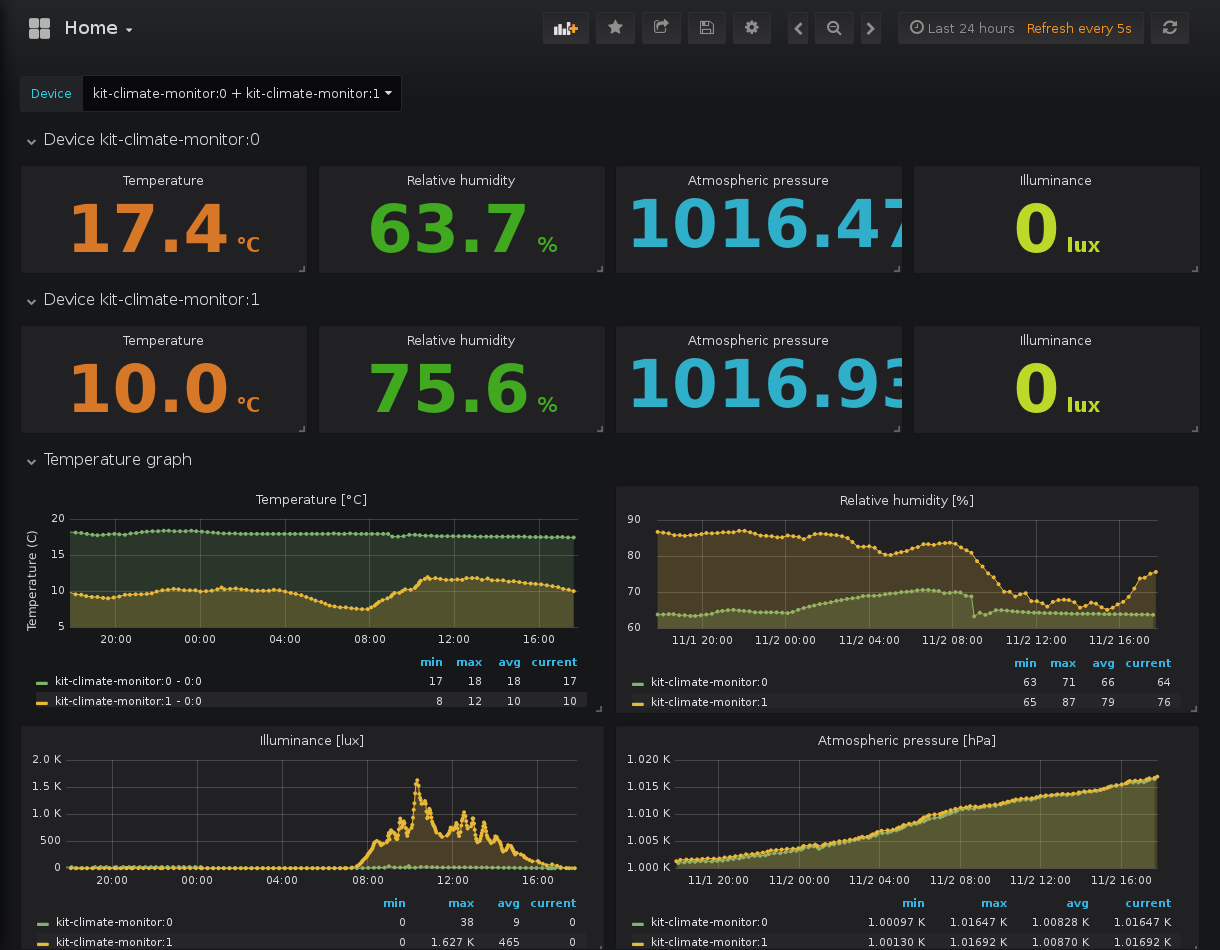 Home
Last 24 hours Refresh every 5s
Device kit-climate-monitor:0 + kit-climate-monitor:1
Device kit-climate-monitor:0
Temperature Relative humidity Atmospheric pressure Illuminance
17.4 °C 63.7 % 1016.47 0 lux
Device kit-climate-monitor:1
Temperature Relative humidity Atmospheric pressure Illuminance
10.0 °C 75.6 % 1016.93 0 lux
Temperature graph
Temperature [°C]
Temperature (C)
20
15
10
5
20:00 00:00 04:00 08:00 12:00 16:00
min max avg current
kit-climate-monitor:0 - 0:0 17 18 18 17
kit-climate-monitor:1 - 0:0 8 12 10 10
Relative humidity [%]
90
80
70
60
11/1 20:00 11/2 00:00 11/2 04:00 11/2 08:00 11/2 12:00 11/2 16:00
min max avg current
kit-climate-monitor:0 63 71 66 64
kit-climate-monitor:1 65 87 79 76
Illuminance [lux]
2.0 K
1.5 K
1.0 K
500
0
20:00 00:00 04:00 08:00 12:00 16:00
min max avg current
kit-climate-monitor:0 0 38 9 0
kit-climate-monitor:1 0 1.627 K 465 0
Atmospheric pressure [hPa]
1.020 K
1.015 K
1.010 K
1.005 K
1.000 K
11/1 20:00 11/2 00:00 11/2 04:00 11/2 08:00 11/2 12:00 11/2 16:00
min max avg current
kit-climate-monitor:0 1.00097 K 1.01647 K 1.00828 K 1.01647 K
kit-climate-monitor:1 1.00130 K 1.01692 K 1.00870 K 1.01692 K